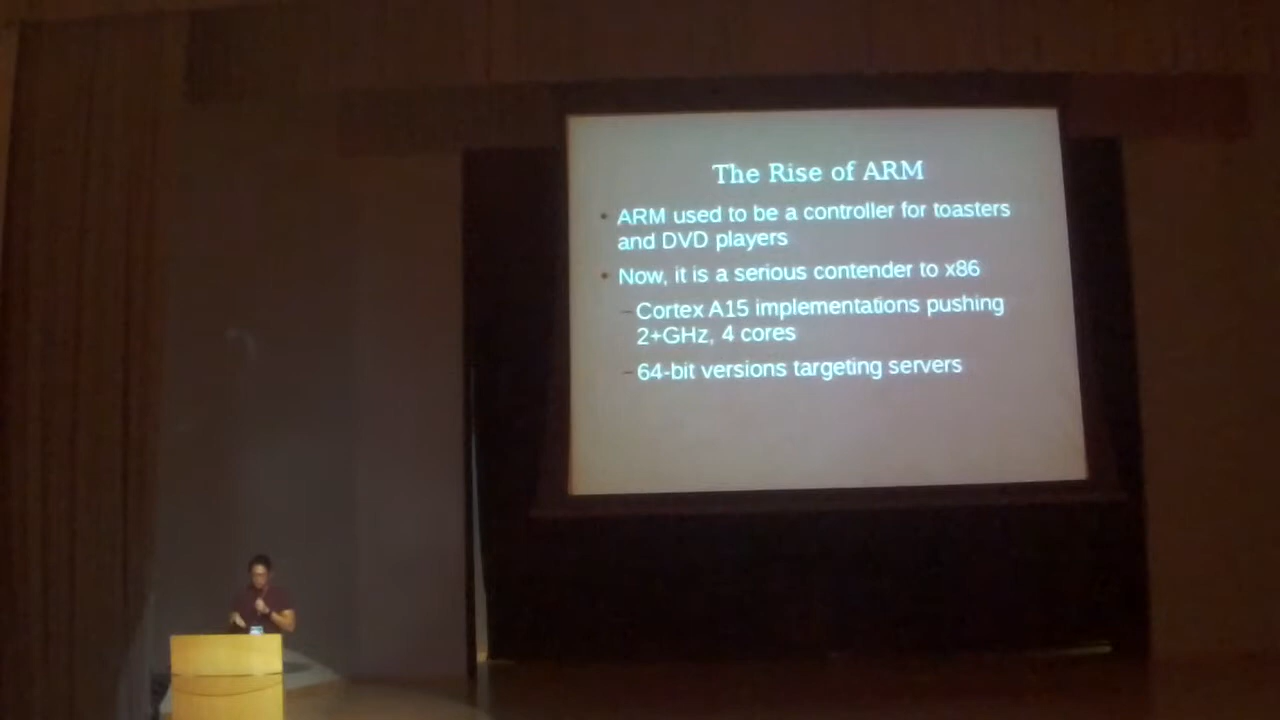 The Rise of ARM
• ARM used to be a controller for toasters
and DVD players
• Now, it is a serious contender to x86
– Cortex A15 implementations pushing
2+GHz, 4 cores
– 64-bit versions targeting servers